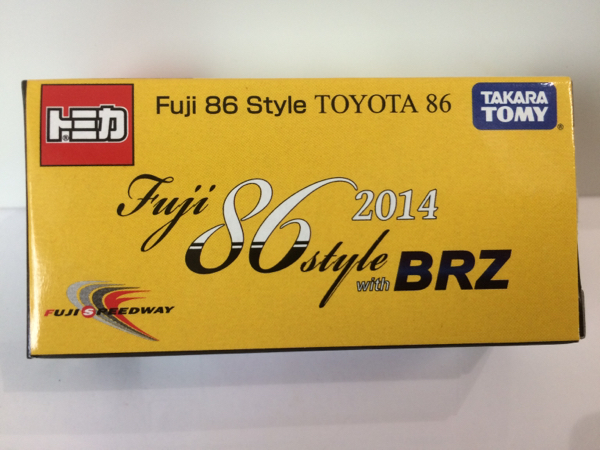 トミカ
Fuji 86 Style TOYOTA 86
TAKARA
TOMY
Fuji 86 style 2014
with BRZ
FUJI SPEEDWAY